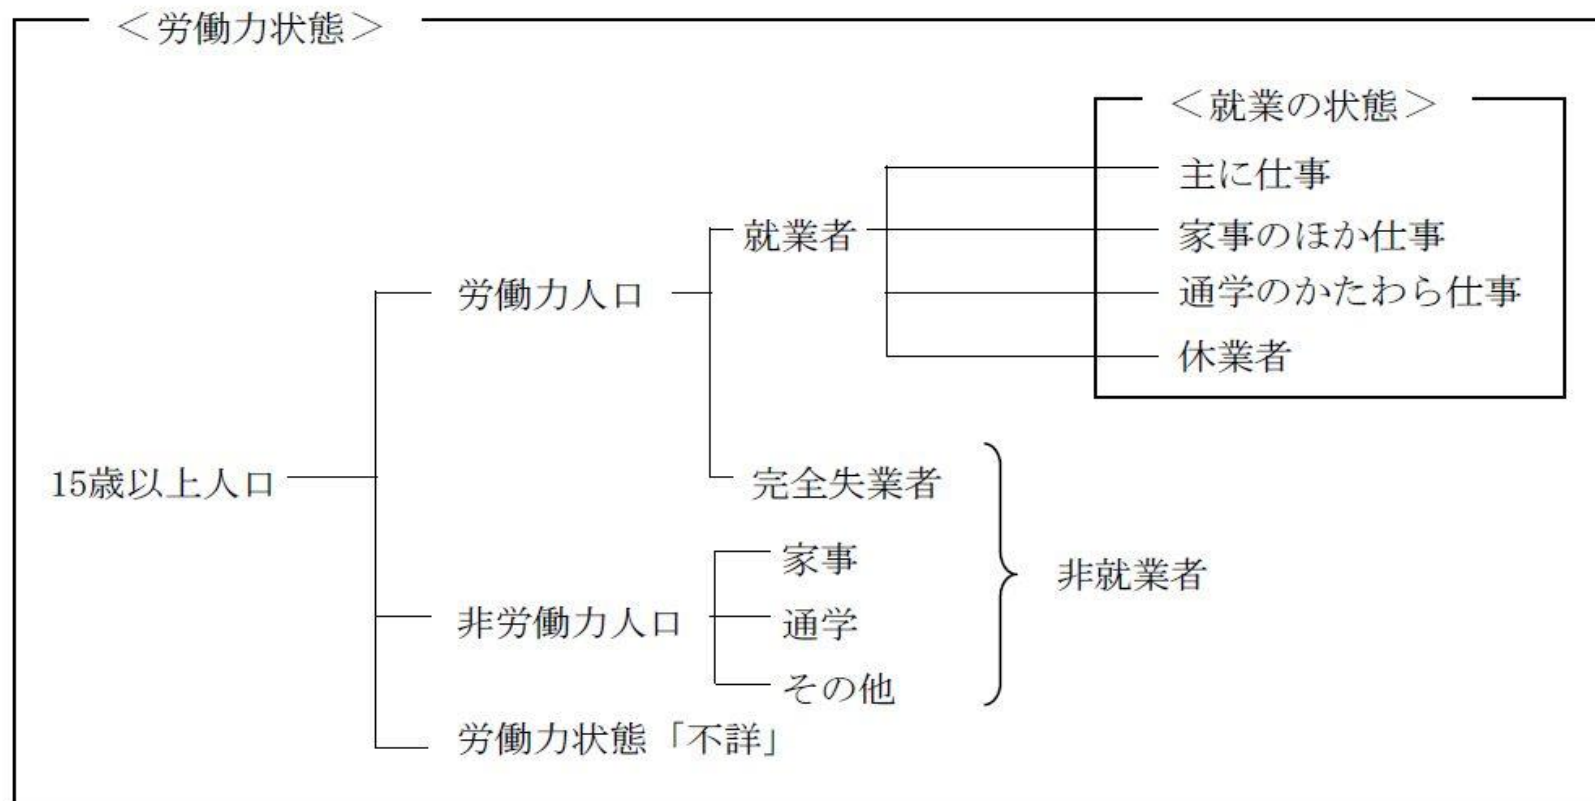 ＜労働力状態＞
＜就業の状態＞
主に仕事
就業者
家事のほか仕事
労働力人口
通学のかたわら仕事
休業者
15歳以上人口
完全失業者
家事
非就業者
非労働力人口
通学
その他
労働力状態「不詳」